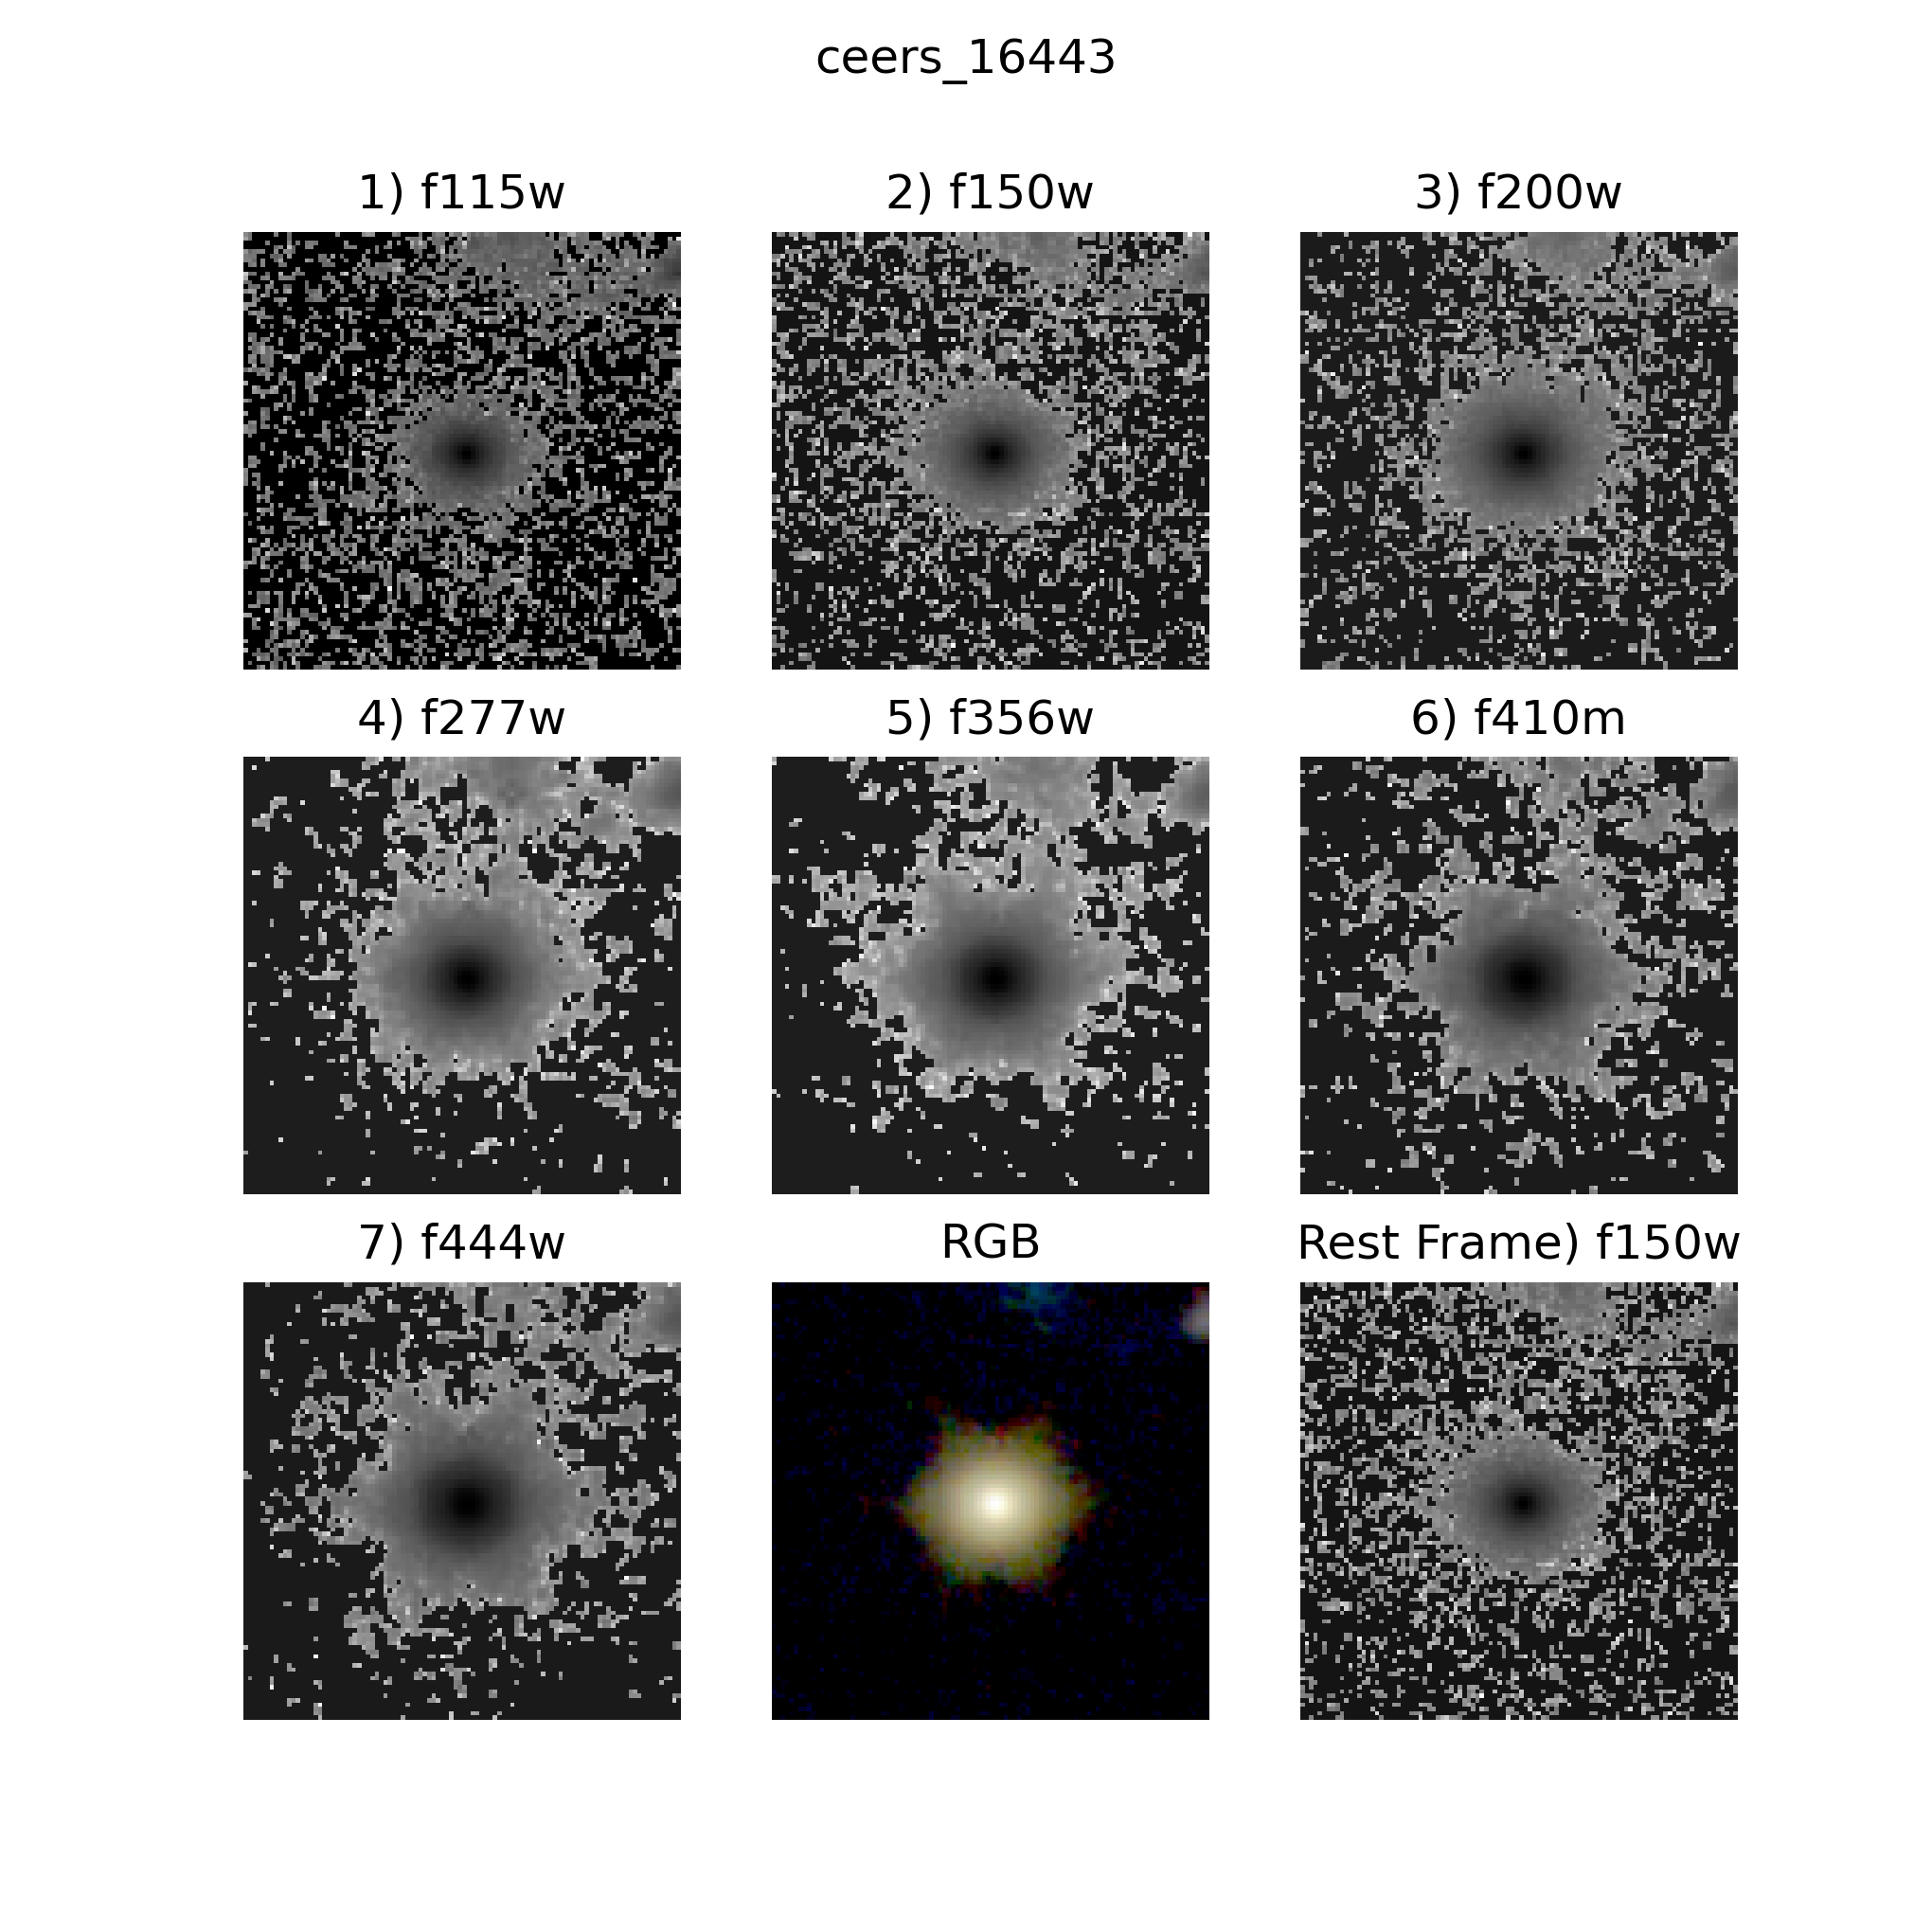 ceers_16443
1) f115w
2) f150w
3) f200w
4) f277w
5) f356w
6) f410m
7) f444w
RGB
Rest Frame) f150w